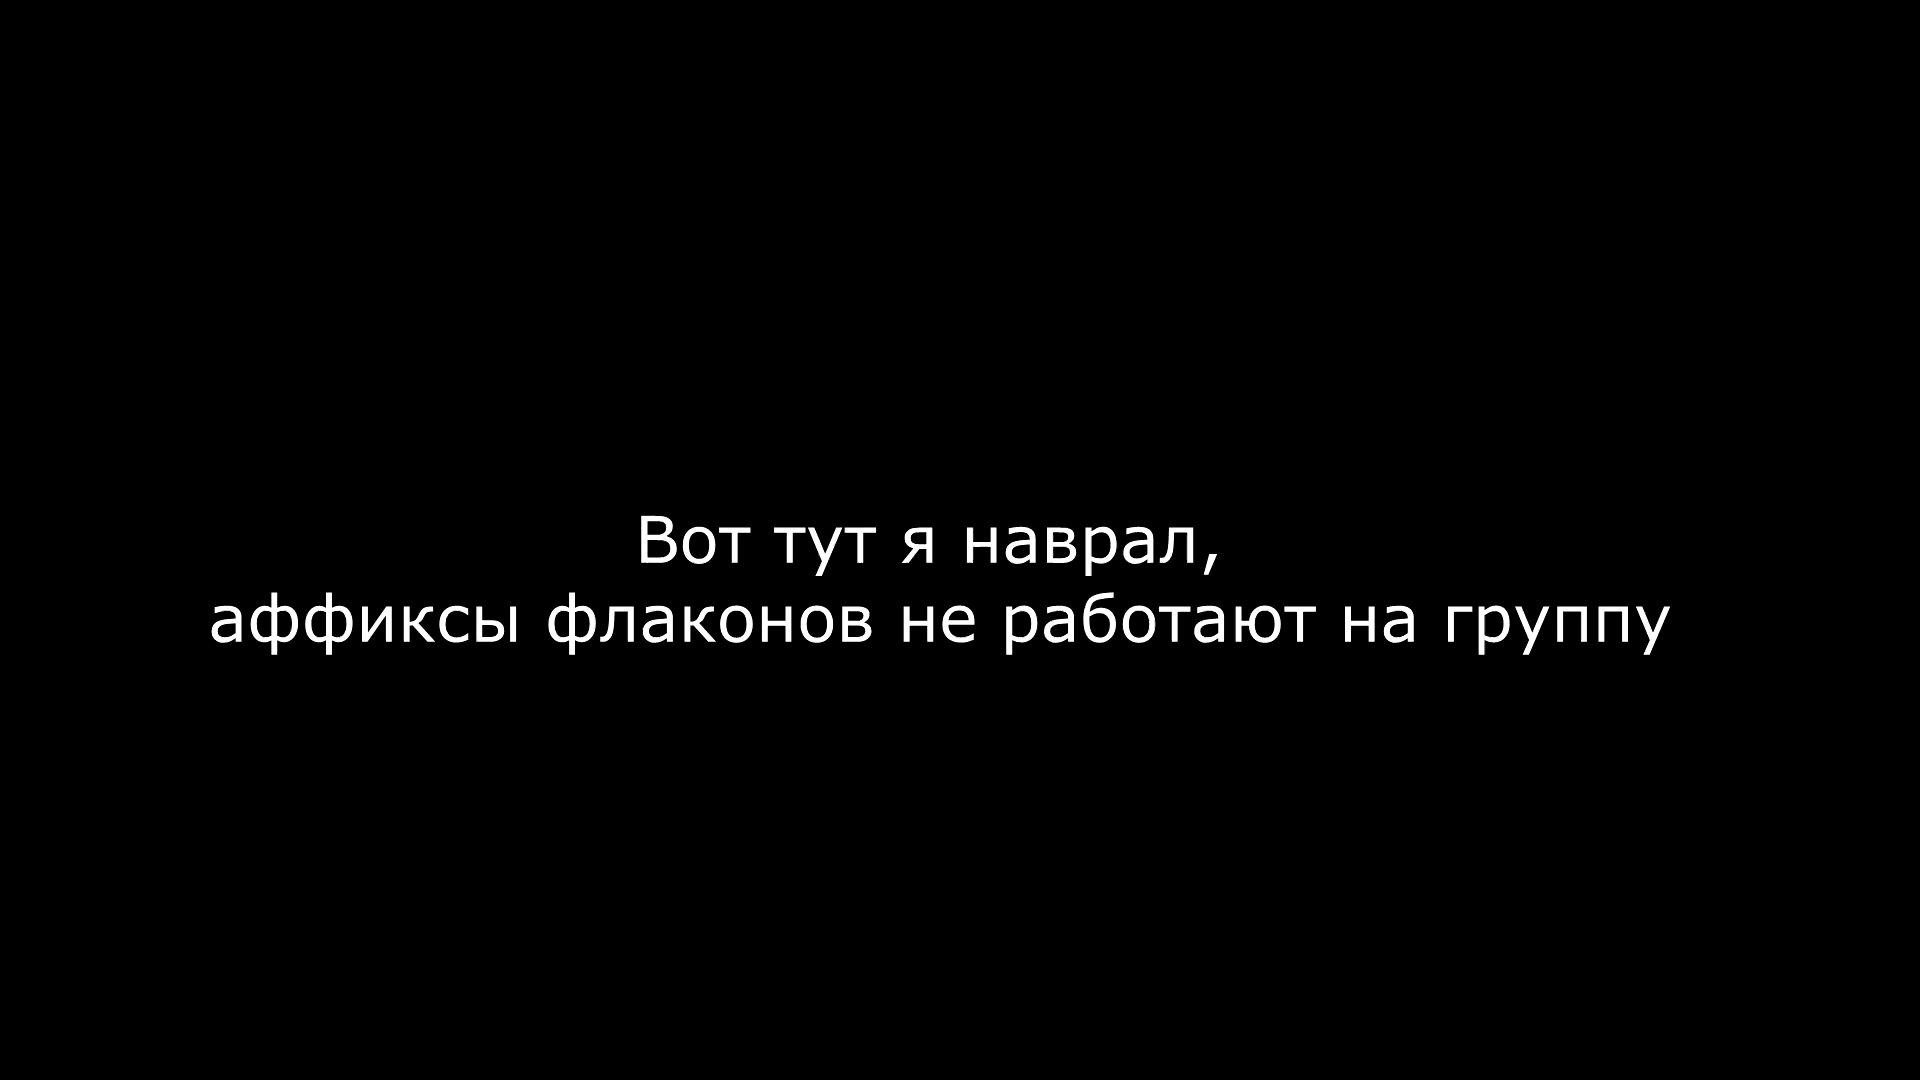 Вот тут я наврал,
аффиксы флаконов не работают на группу